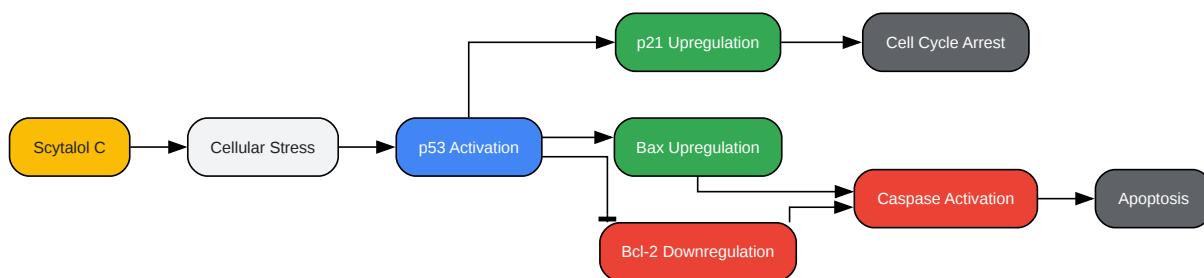 p21 Upregulation
Cell Cycle Arrest
Scytalol C
Cellular Stress
p53 Activation
Bax Upregulation
Caspase Activation
Apoptosis
Bcl-2 Downregulation